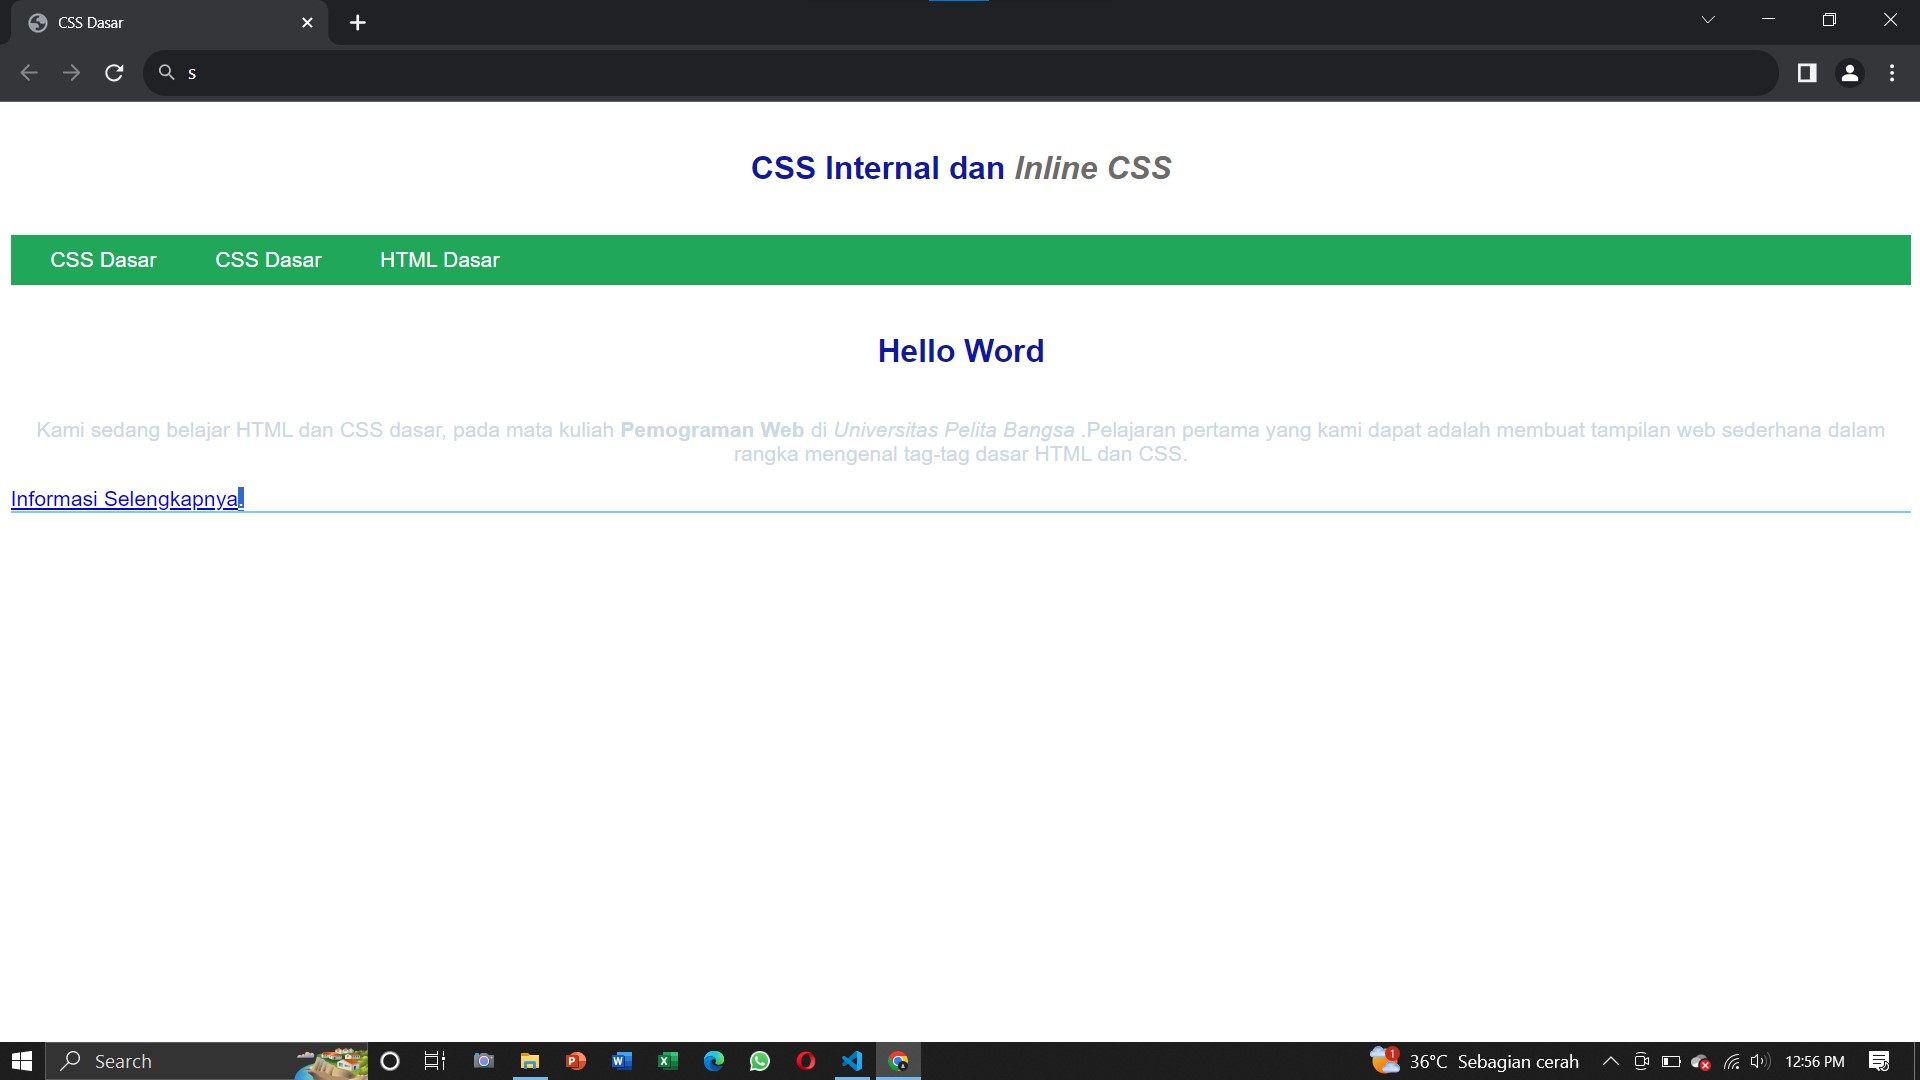 CSS Dasar
s
CSS Internal dan Inline CSS
CSS Dasar CSS Dasar HTML Dasar
Hello Word
Kami sedang belajar HTML dan CSS dasar, pada mata kuliah Pemograman Web di Universitas Pelita Bangsa .Pelajaran pertama yang kami dapat adalah membuat tampilan web sederhana dalam
rangka mengenal tag-tag dasar HTML dan CSS.
Informasi Selengkapnya.
Search 1 36°C Sebagian cerah 12:56 PM